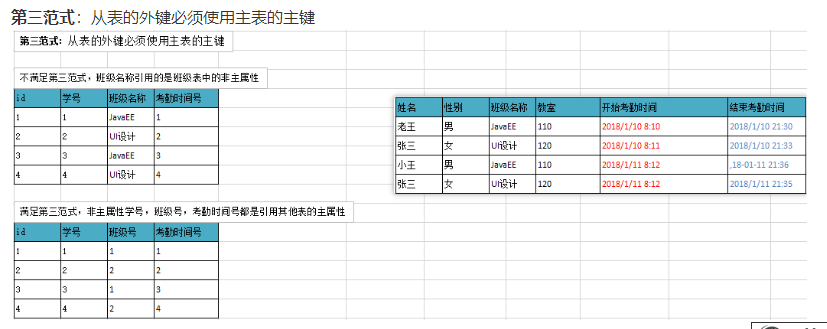 第三范式：从表的外键必须使用主表的主键
第三范式：从表的外键必须使用主表的主键
不满足第三范式，班级名称引用的是班级表中的非主属性
id 学号 班级名称 考勤时间号
1 1 JavaEE 1
2 2 UI设计 2
3 3 JavaEE 3
4 4 UI设计 4
姓名 性别 班级名称 教室 开始考勤时间 结束考勤时间
老王 男 JavaEE 110 2018/1/10 8:10 2018/1/10 21:30
张三 女 UI设计 120 2018/1/10 8:11 2018/1/10 21:33
小王 男 JavaEE 110 2018/1/11 8:12 ,18-01-11 21:36
张三 女 UI设计 120 2018/1/11 8:12 2018/1/11 21:35
满足第三范式，非主属性学号，班级号，考勤时间号都是引用其他表的主属性
id 学号 班级号 考勤时间号
1 1 1 1
2 2 2 2
3 3 1 3
4 4 2 4